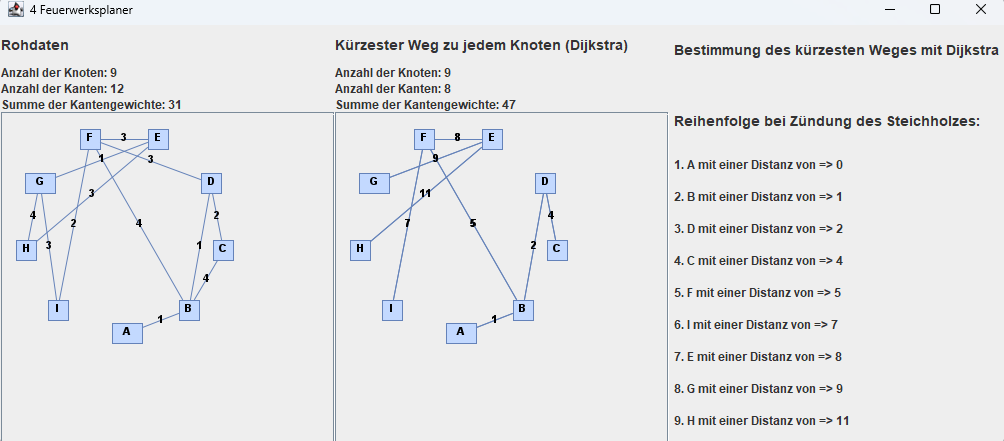 4 Feuerwerksplaner
Rohdaten
Anzahl der Knoten: 9
Anzahl der Kanten: 12
Summe der Kantengewichte: 31
F 3 E
1 3
G D
3
4 2 2
H 3 1 C
4
4
I B
1
A
Kürzester Weg zu jedem Knoten (Dijkstra)
Anzahl der Knoten: 9
Anzahl der Kanten: 8
Summe der Kantengewichte: 47
F 8 E
9
G D
11
7 5 4
H 2 C
I B
1
A
Bestimmung des kürzesten Weges mit Dijkstra
Reihenfolge bei Zündung des Steichholzes:
1. A mit einer Distanz von => 0
2. B mit einer Distanz von => 1
3. D mit einer Distanz von => 2
4. C mit einer Distanz von => 4
5. F mit einer Distanz von => 5
6. I mit einer Distanz von => 7
7. E mit einer Distanz von => 8
8. G mit einer Distanz von => 9
9. H mit einer Distanz von => 11